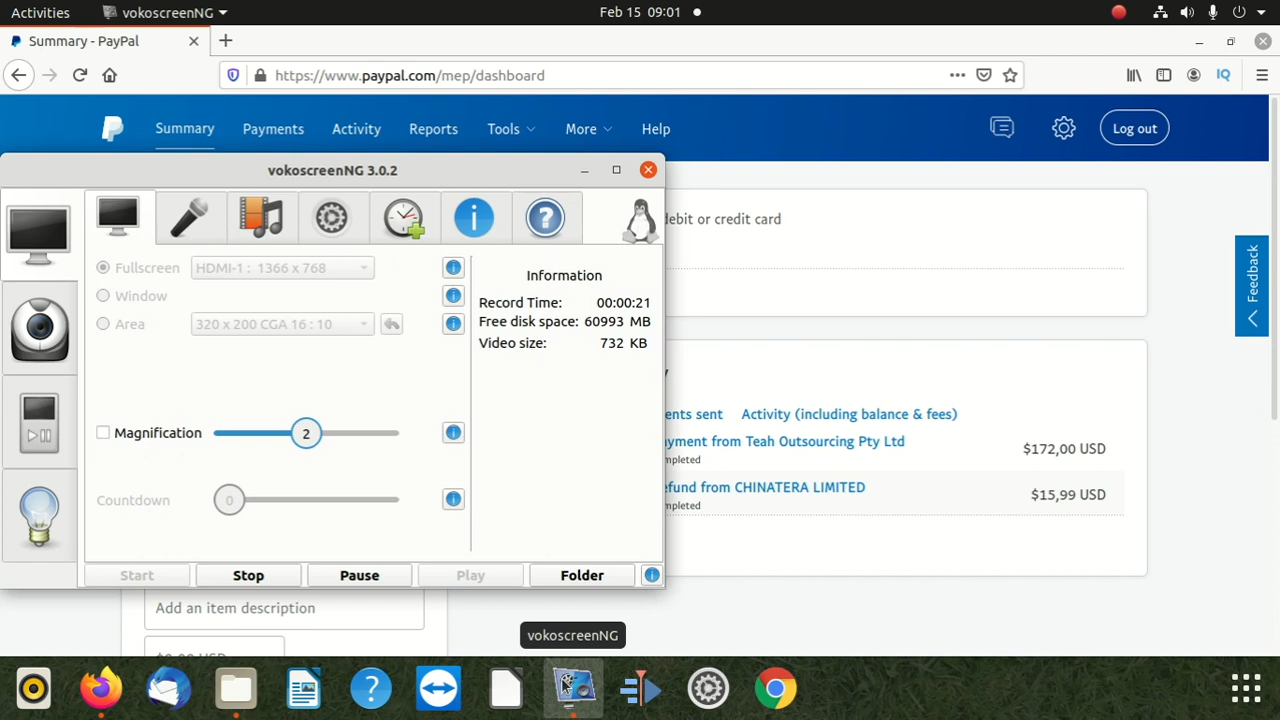 Activities
vokoscreenNG
Feb 15 09:01
Summary - PayPal
https://www.paypal.com/mep/dashboard
IQ
Summary
Payments
Activity
Reports
Tools
More
Help
Log out
vokoscreenNG 3.0.2
debit or credit card
Fullscreen
HDMI-1 : 1366 x 768
Window
Area
320 x 200 CGA 16 : 10
Magnification
2
Countdown
0
Information
Record Time: 00:00:21
Free disk space: 60993 MB
Video size: 732 KB
Feedback
ents sent
Activity (including balance & fees)
ayment from Teah Outsourcing Pty Ltd
mpleted
$172,00 USD
efund from CHINATERA LIMITED
mpleted
$15,99 USD
Start
Stop
Pause
Play
Folder
Add an item description
vokoscreenNG